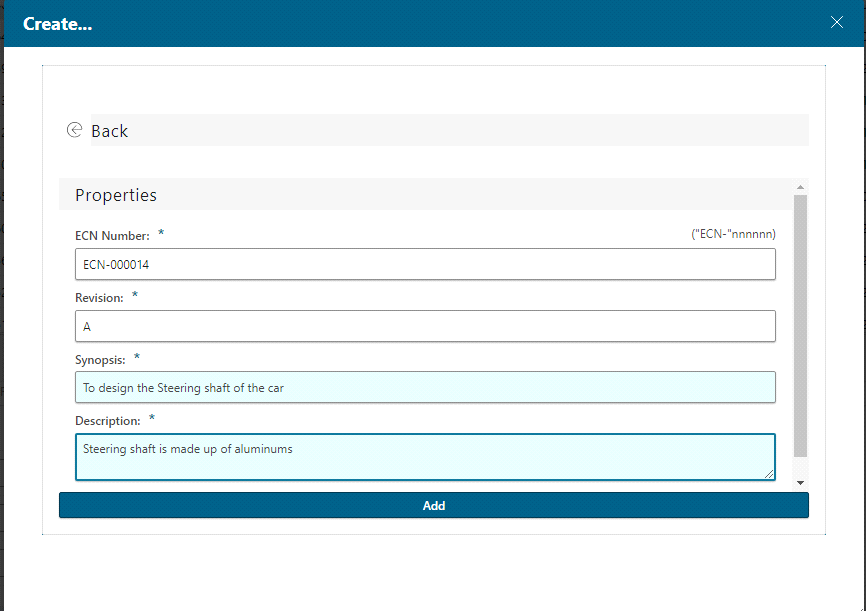 Create...
Back
Properties
ECN Number: *
("ECN-"nnnnnn)
ECN-000014
Revision: *
A
Synopsis: *
To design the Steering shaft of the car
Description: *
Steering shaft is made up of aluminums
Add